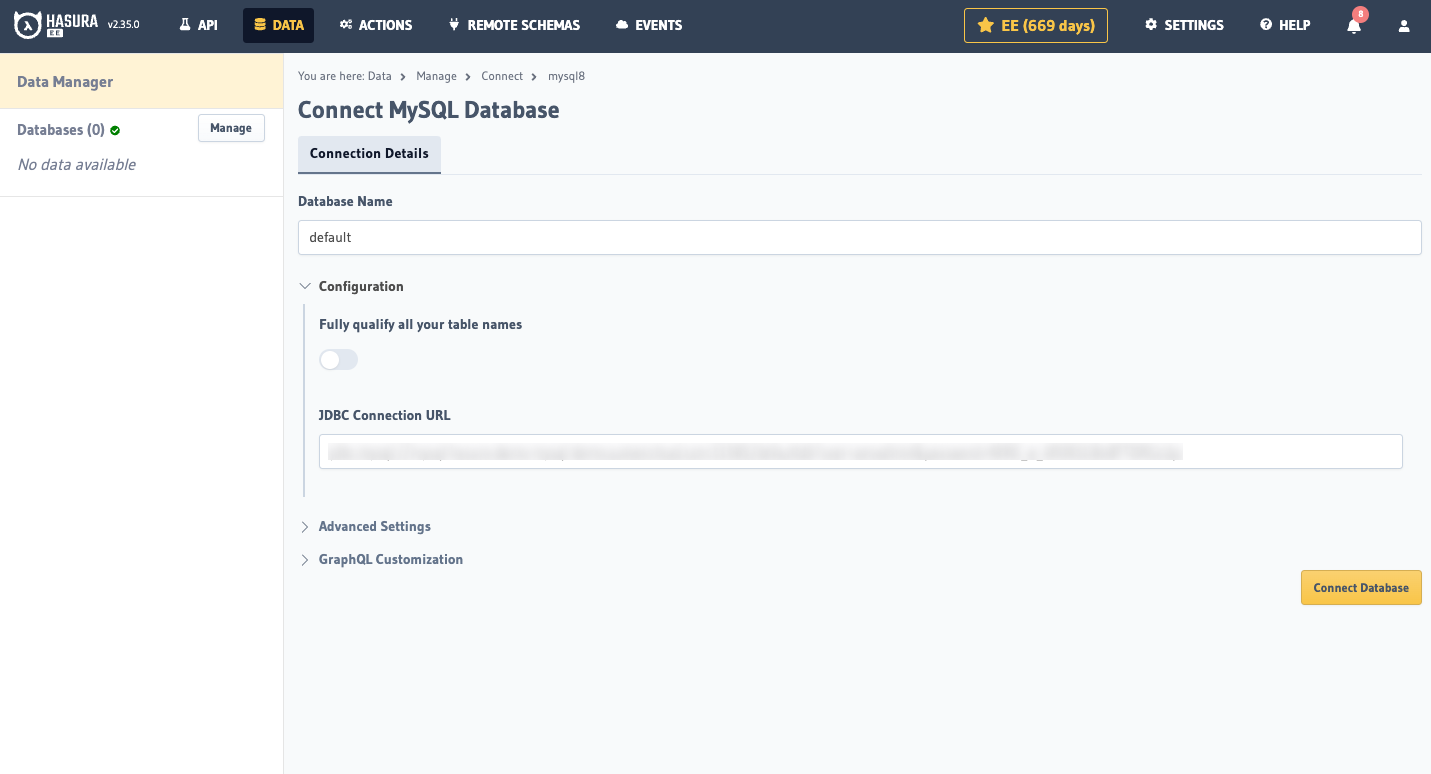 HASURA EE v2.35.0 API DATA ACTIONS REMOTE SCHEMAS EVENTS EE (669 days) SETTINGS HELP 8
Data Manager
Databases (0) Manage
No data available
You are here: Data > Manage > Connect > mysql8
Connect MySQL Database
Connection Details
Database Name
default
Configuration
Fully qualify all your table names
JDBC Connection URL
Advanced Settings
GraphQL Customization
Connect Database